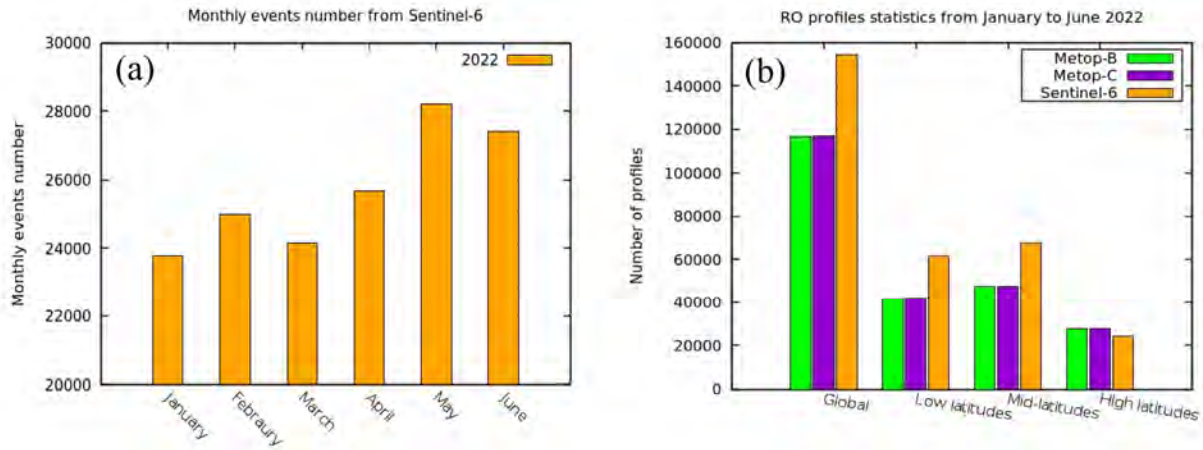 Monthly events number from Sentinel-6
(a)
2022
Monthly events number
30000
28000
26000
24000
22000
20000
January
Febraury
March
April
May
June
RO profiles statistics from January to June 2022
(b)
Metop-B
Metop-C
Sentinel-6
Number of profiles
160000
140000
120000
100000
80000
60000
40000
20000
0
Global
Low latitudes
Mid-latitudes
High latitudes